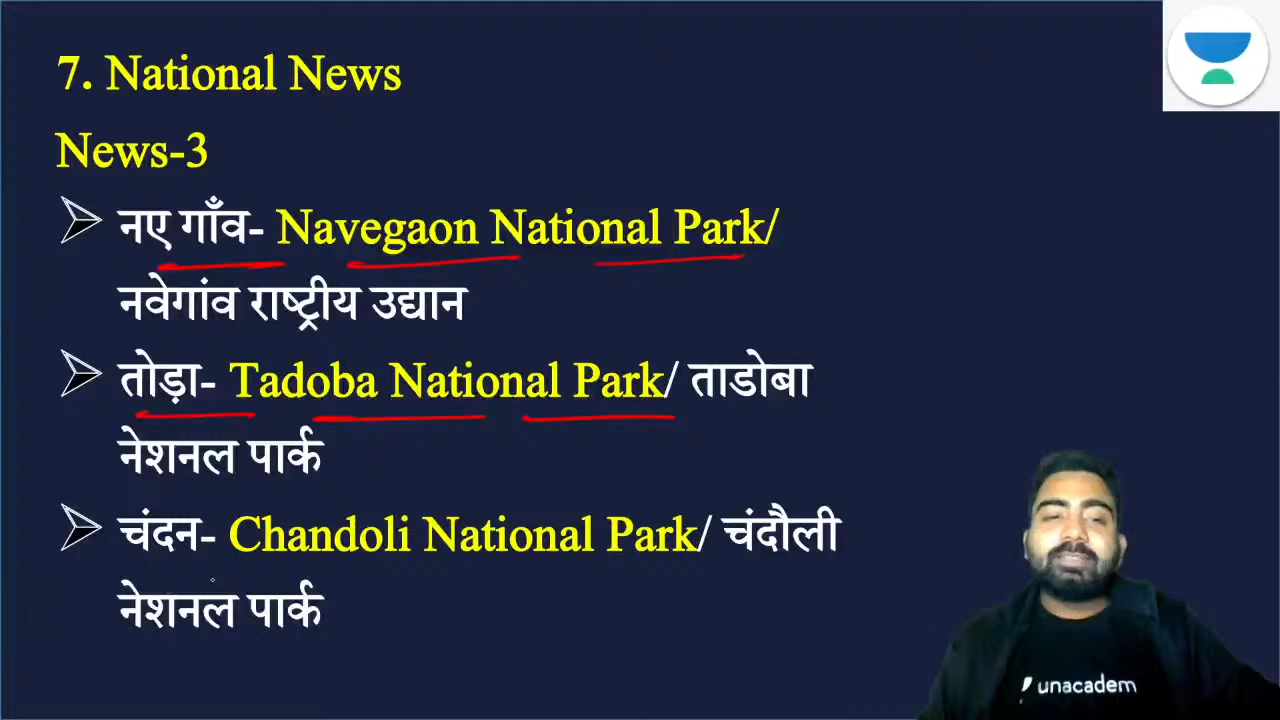 7. National News
News-3
नए गाँव- Navegaon National Park/
नवेगांव राष्ट्रीय उद्यान
तोड़ा- Tadoba National Park/ ताडोबा
नेशनल पार्क
चंदन- Chandoli National Park/ चंदौली
नेशनल पार्क
unacadem